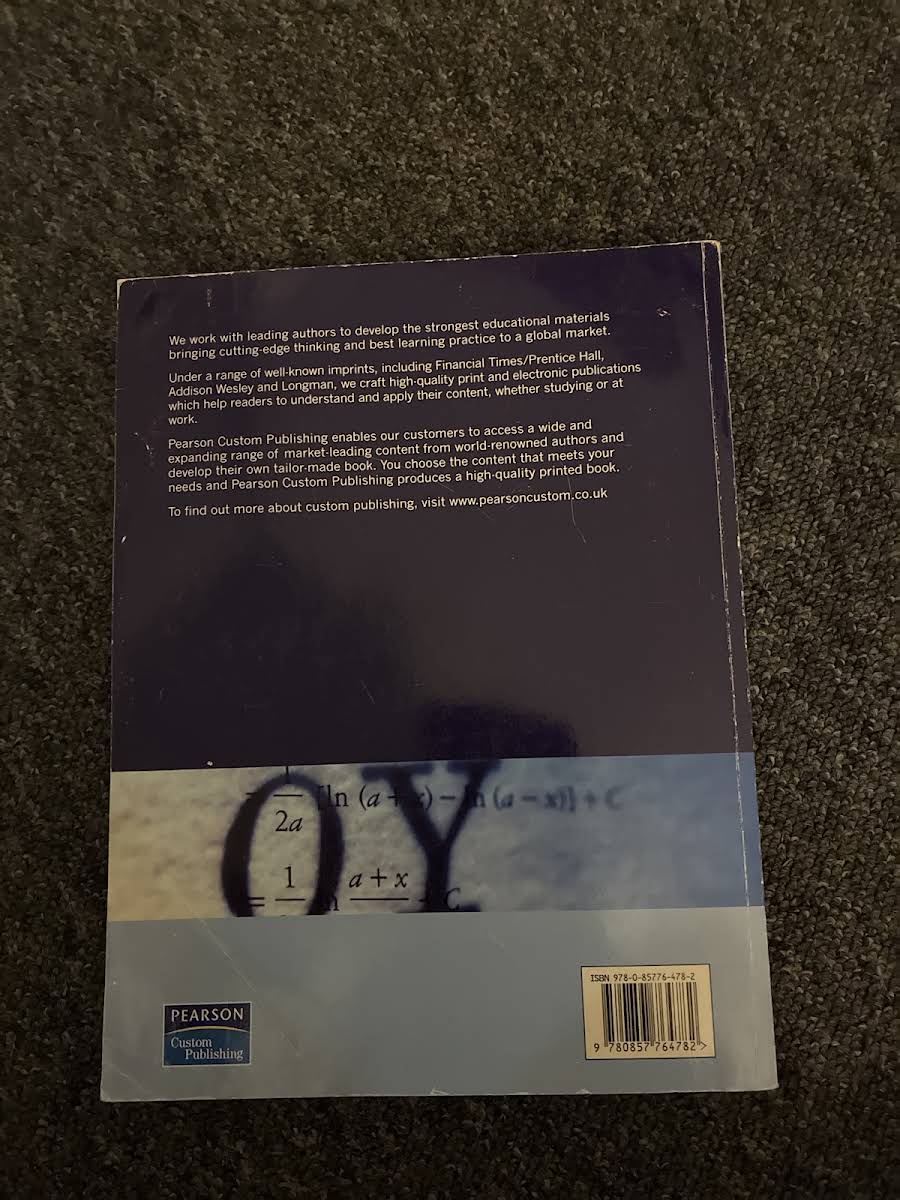 We work with leading authors to develop the strongest educational materials
bringing cutting-edge thinking and best learning practice to a global market.
Under a range of well-known imprints, including Financial Times/Prentice Hall,
Addison Wesley and Longman, we craft high-quality print and electronic publications
which help readers to understand and apply their content, whether studying or at
work.
Pearson Custom Publishing enables our customers to access a wide and
expanding range of market-leading content from world-renowned authors and
develop their own tailor-made book. You choose the content that meets your
needs and Pearson Custom Publishing produces a high-quality printed book.
To find out more about custom publishing, visit www.pearsoncustom.co.uk
OY
2a [ln (a + x) – ln (a – x)] + C
= 1 ln a + x + C
ISBN 978-0-85776-478-2
9 780857 764782 >
PEARSON
Custom
Publishing